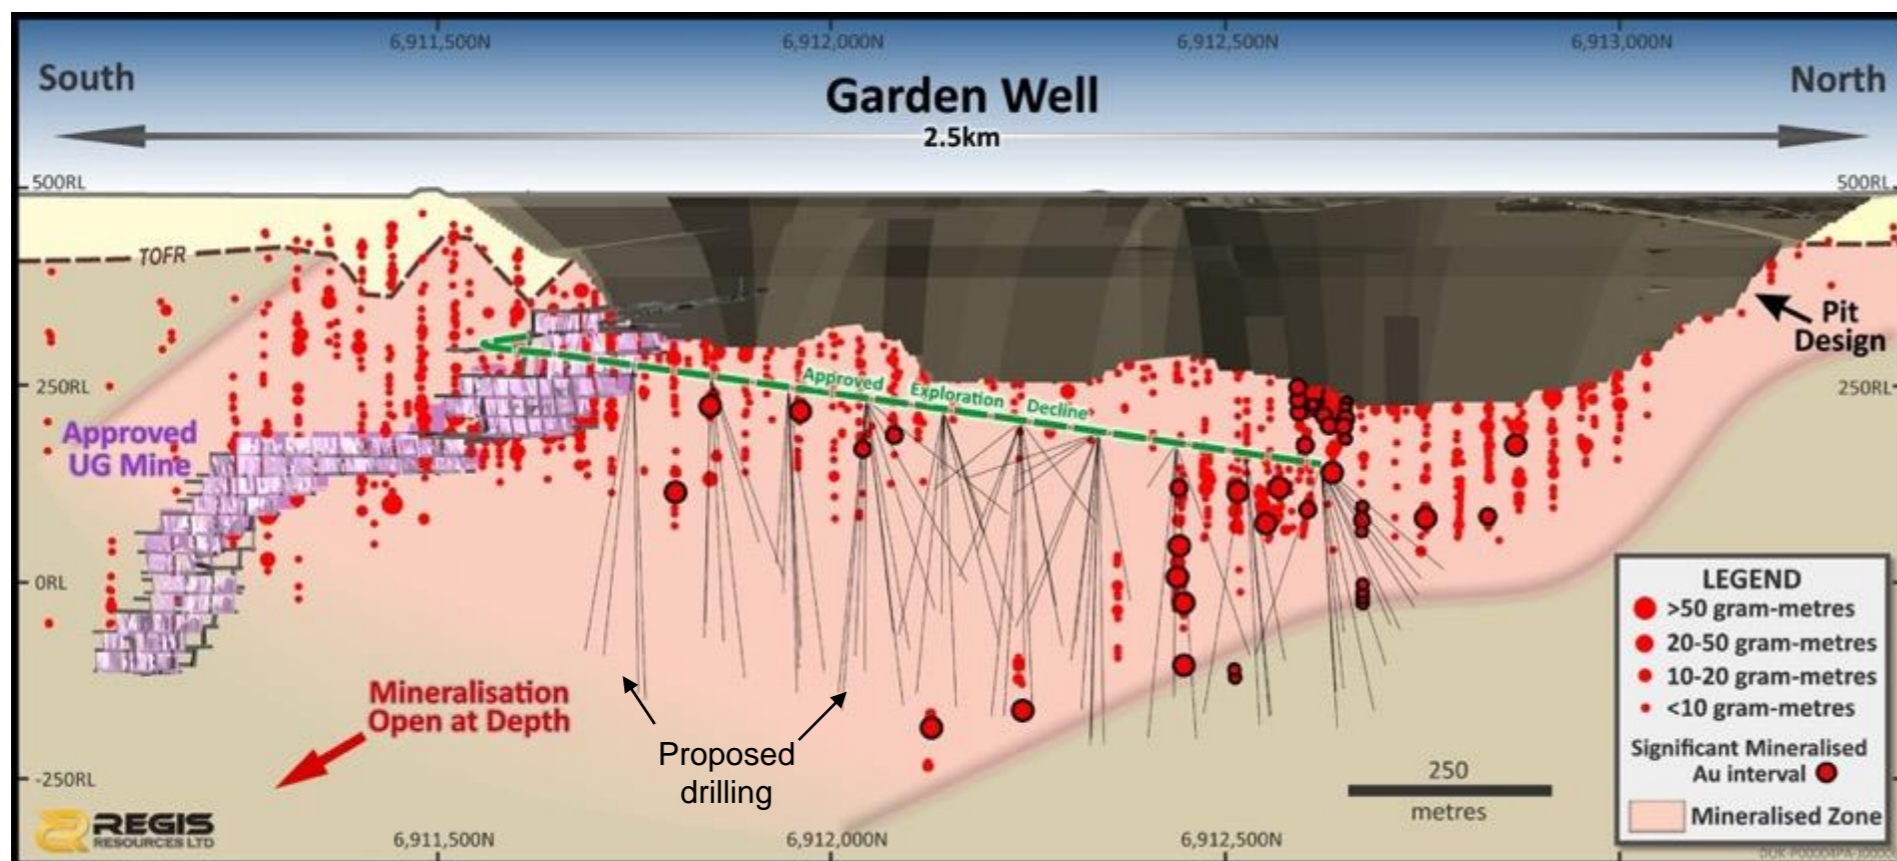 6,911,500N
6,912,000N
6,912,500N
6,913,000N
South
Garden Well
North
2.5km
500RL
500RL
TOFR
Pit
Design
250RL
Approved Exploration Decline
250RL
Approved
UG Mine
0RL
LEGEND
>50 gram-metres
20-50 gram-metres
10-20 gram-metres
<10 gram-metres
Significant Mineralised
Au interval
Mineralised Zone
Mineralisation
Open at Depth
Proposed
drilling
-250RL
250
metres
REGIS
RESOURCES LTD
6,911,500N
6,912,000N
6,912,500N